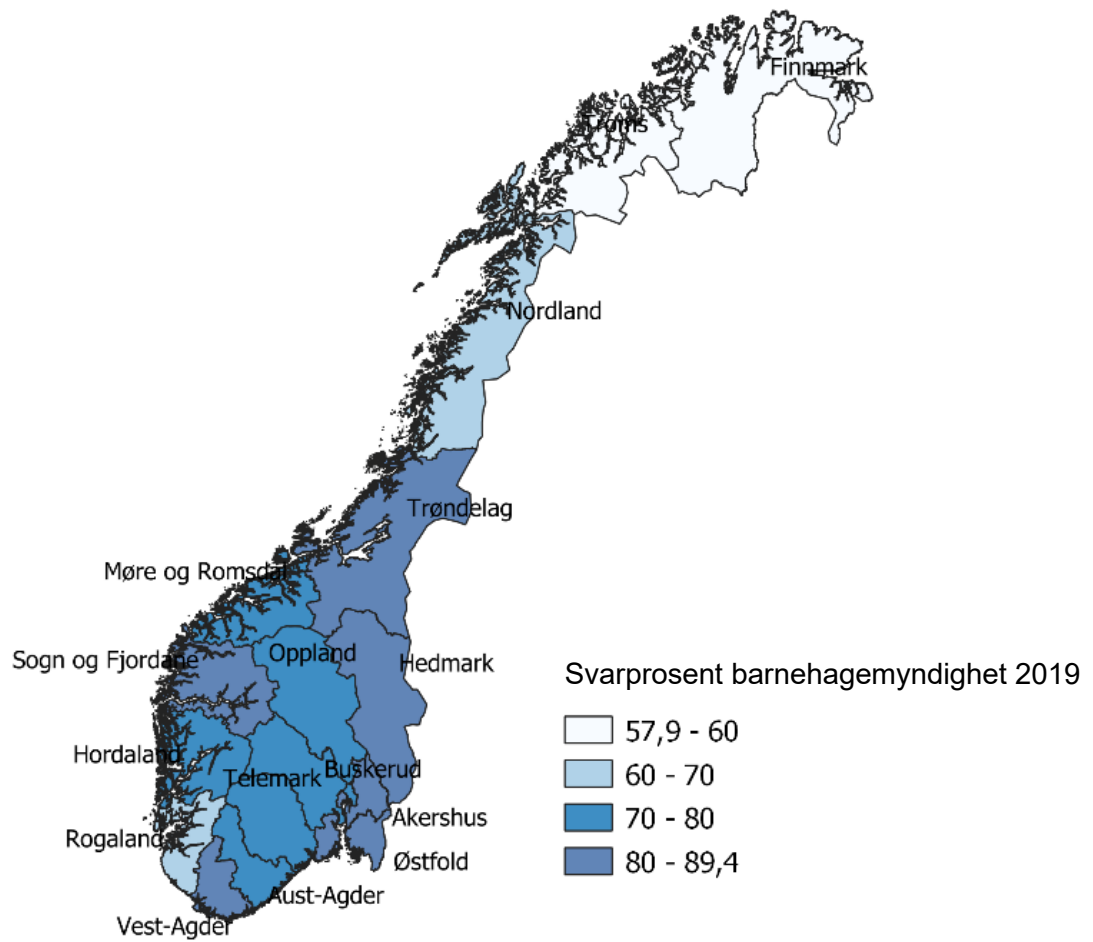 Finnmark
Troms
Nordland
Trøndelag
Møre og Romsdal
Sogn og Fjordane
Oppland
Hedmark
Hordaland
Telemark
Buskerud
Rogaland
Akershus
Østfold
Aust-Agder
Vest-Agder
Svarprosent barnehagemyndighet 2019
57,9 - 60
60 - 70
70 - 80
80 - 89,4